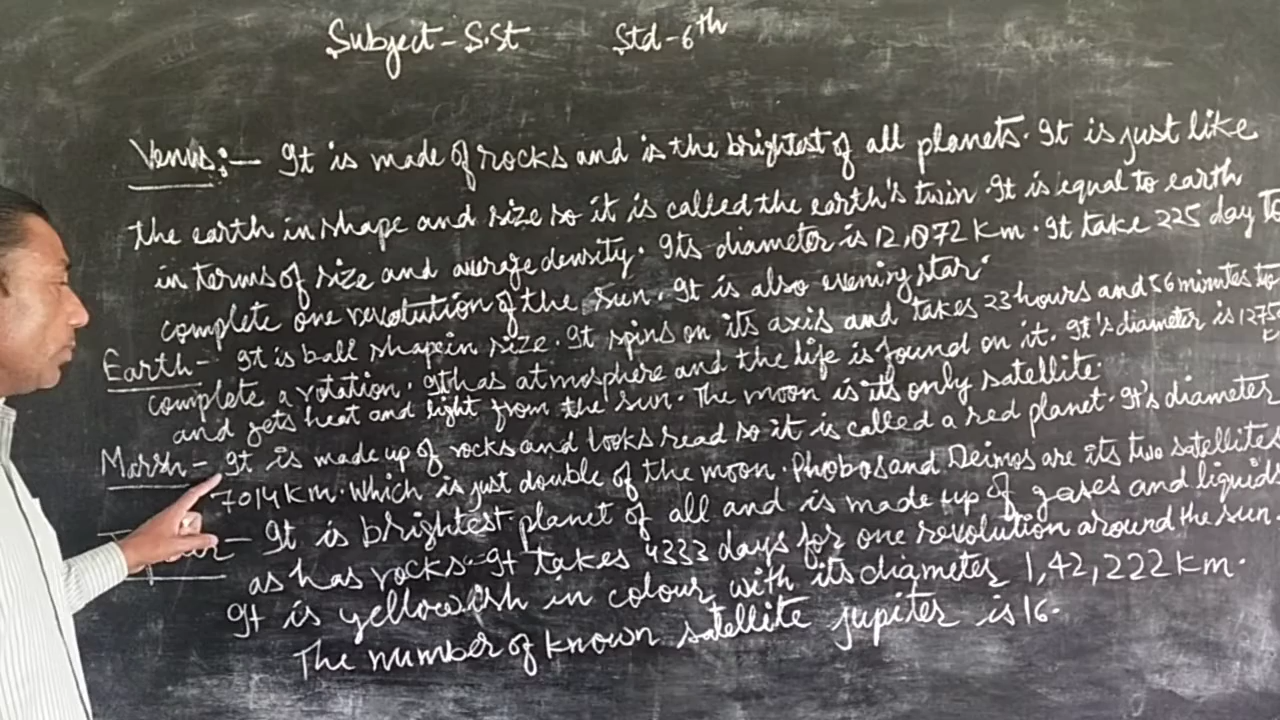 Subject-S.St Std-6th
Venus:- It is made of rocks and is the brightest of all planets. It is just like
the earth in shape and size so it is called the earth's twin. It is equal to earth
in terms of size and average density. Its diameter is 12,072 Km. It take 225 day to
complete one revolution of the sun. It is also evening star.
Earth- It is ball shape in size. It spins on its axis and takes 23 hours and 56 minutes to
complete a rotation. It has atmosphere and the life is found on it. It's diameter is 1275
and gets heat and light from the sun. The moon is its only satellite.
Marsh- It is made up of rocks and looks read so it is called a red planet. It's diameter
7014 Km. Which is just double of the moon. Phobos and Deimos are its two satellites
It is brightest planet of all and is made up of gases and liquids
as has rocks. It takes 4333 days for one revolution around the sun.
It is yellowish in colour with its diameter 1,42,222 Km.
The number of known satellite jupiter is 16.